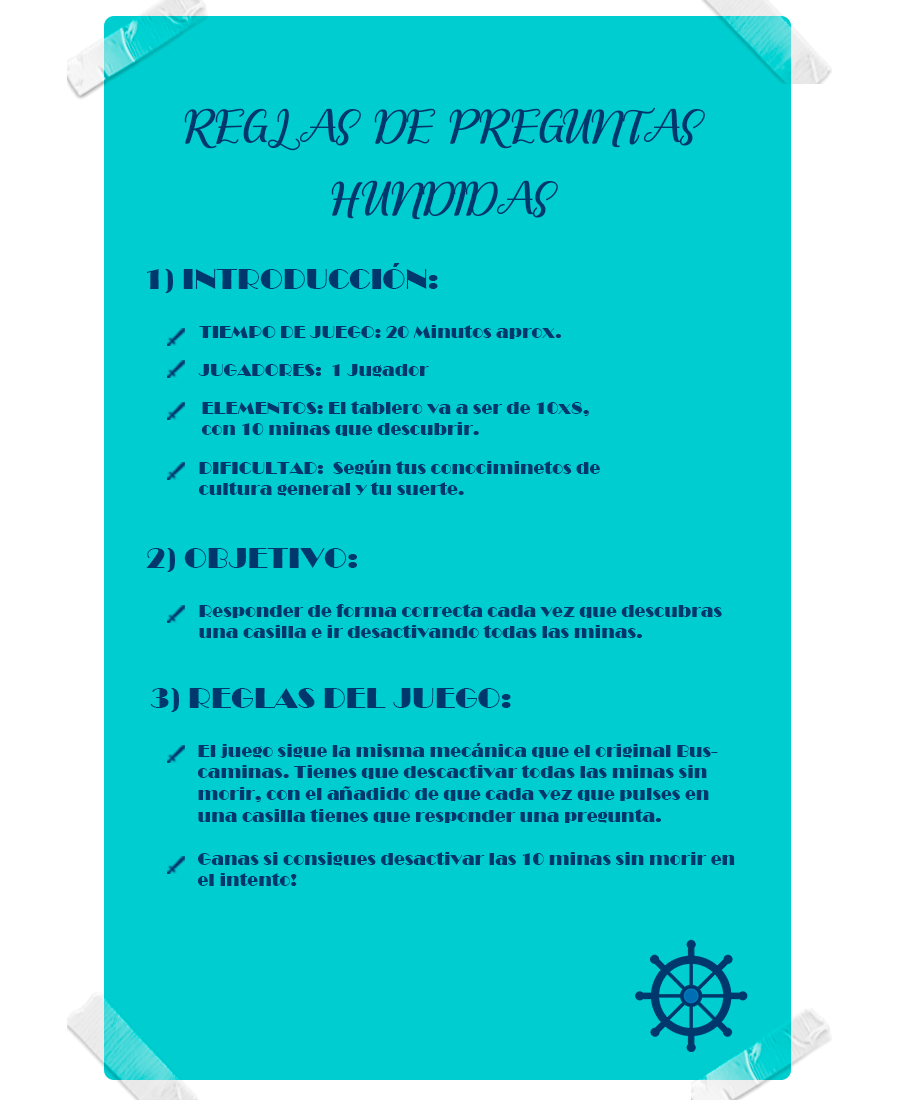 REGLAS DE PREGUNTAS
HUNDIDAS
1) INTRODUCCIÓN:
TIEMPO DE JUEGO: 20 Minutos aprox.
JUGADORES: 1 Jugador
ELEMENTOS: El tablero va a ser de 10x8,
con 10 minas que descubrir.
DIFICULTAD: Según tus conociminetos de
cultura general y tu suerte.
2) OBJETIVO:
Responder de forma correcta cada vez que descubras
una casilla e ir desactivando todas las minas.
3) REGLAS DEL JUEGO:
El juego sigue la misma mecánica que el original Bus-
caminas. Tienes que descactivar todas las minas sin
morir, con el añadido de que cada vez que pulses en
una casilla tienes que responder una pregunta.
Ganas si consigues desactivar las 10 minas sin morir en
el intento!